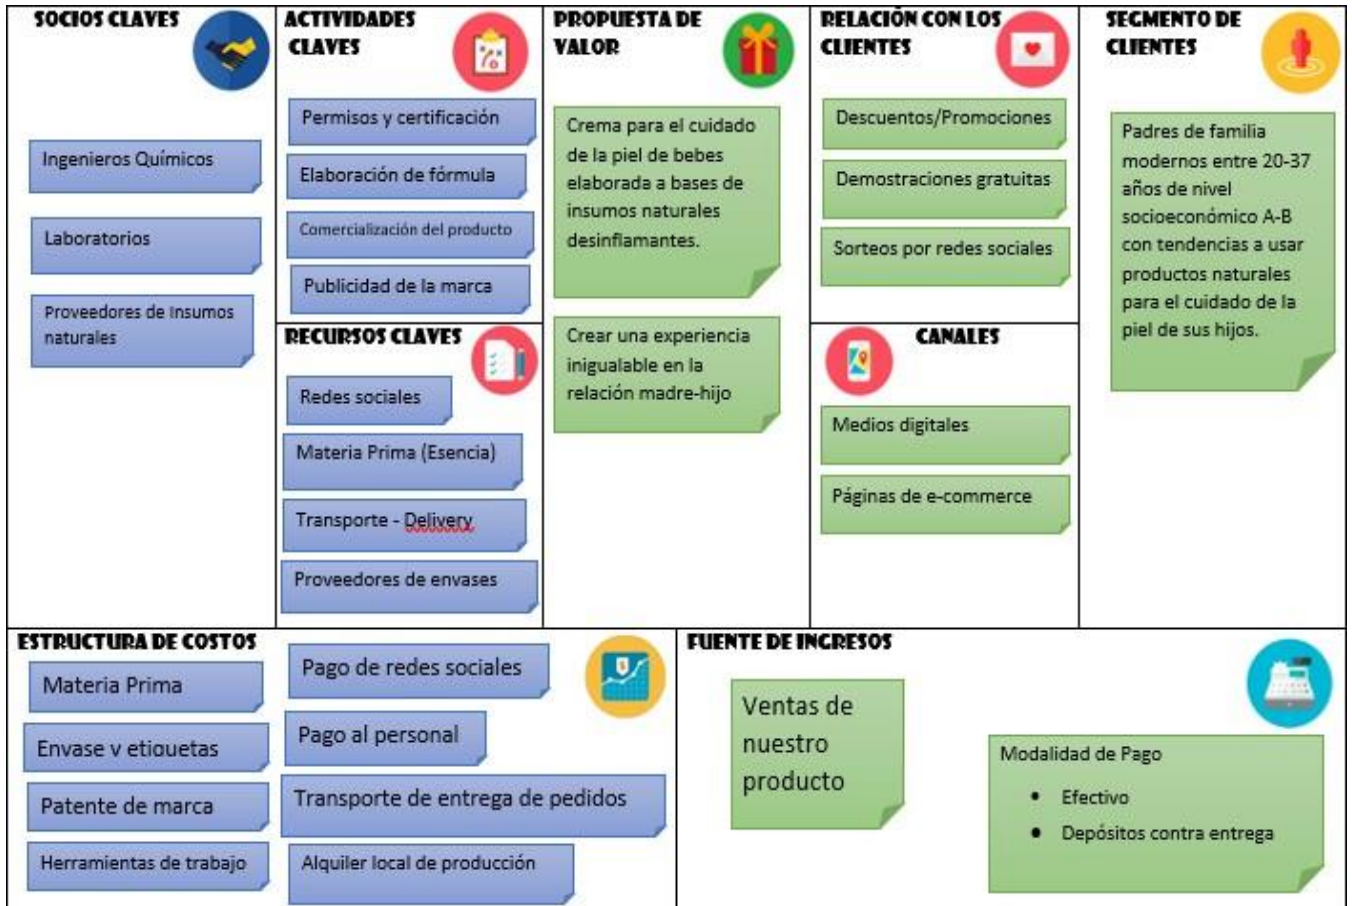 SOCIOS CLAVES
Ingenieros Químicos
Laboratorios
Proveedores de Insumos
naturales
ACTIVIDADES
CLAVES
Permisos y certificación
Elaboración de fórmula
Comercialización del producto
Publicidad de la marca
RECURSOS CLAVES
Redes sociales
Materia Prima (Esencia)
Transporte - Delivery
Proveedores de envases
PROPUESTA DE
VALOR
Crema para el cuidado
de la piel de bebes
elaborada a bases de
insumos naturales
desinflamantes.
Crear una experiencia
inigualable en la
relación madre-hijo
RELACIÓN CON LOS
CLIENTES
Descuentos/Promociones
Demostraciones gratuitas
Sorteos por redes sociales
CANALES
Medios digitales
Páginas de e-commerce
SEGMENTO DE
CLIENTES
Padres de familia
modernos entre 20-37
años de nivel
socioeconómico A-B
con tendencias a usar
productos naturales
para el cuidado de la
piel de sus hijos.
ESTRUCTURA DE COSTOS
Materia Prima
Envase y etiquetas
Patente de marca
Herramientas de trabajo
Pago de redes sociales
Pago al personal
Transporte de entrega de pedidos
Alquiler local de producción
FUENTE DE INGRESOS
Ventas de
nuestro
producto
Modalidad de Pago
• Efectivo
• Depósitos contra entrega